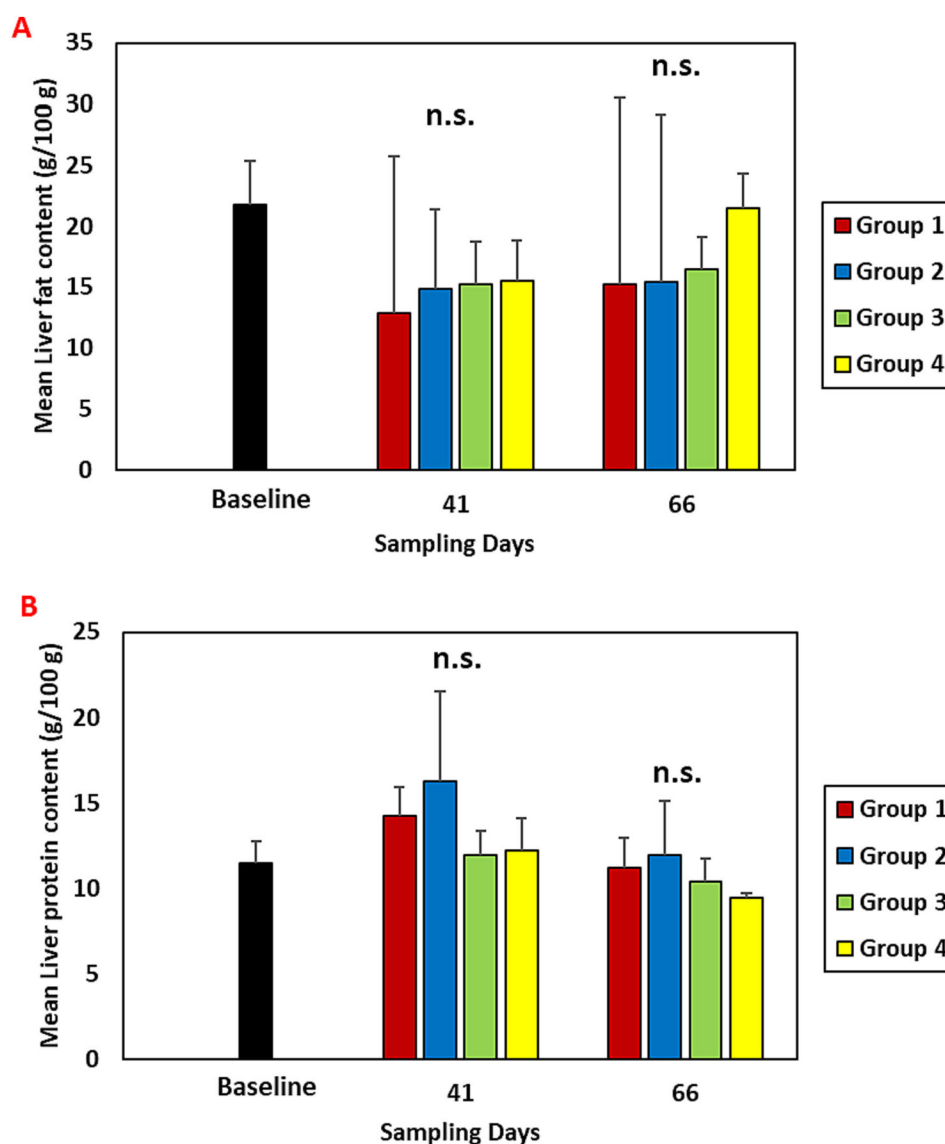 A
Mean Liver fat content (g/100 g)
35
30
25
20
15
10
5
0
n.s.
n.s.
Baseline
41
66
Sampling Days
Group 1
Group 2
Group 3
Group 4
B
Mean Liver protein content (g/100 g)
25
20
15
10
5
0
n.s.
n.s.
Baseline
41
66
Sampling Days
Group 1
Group 2
Group 3
Group 4